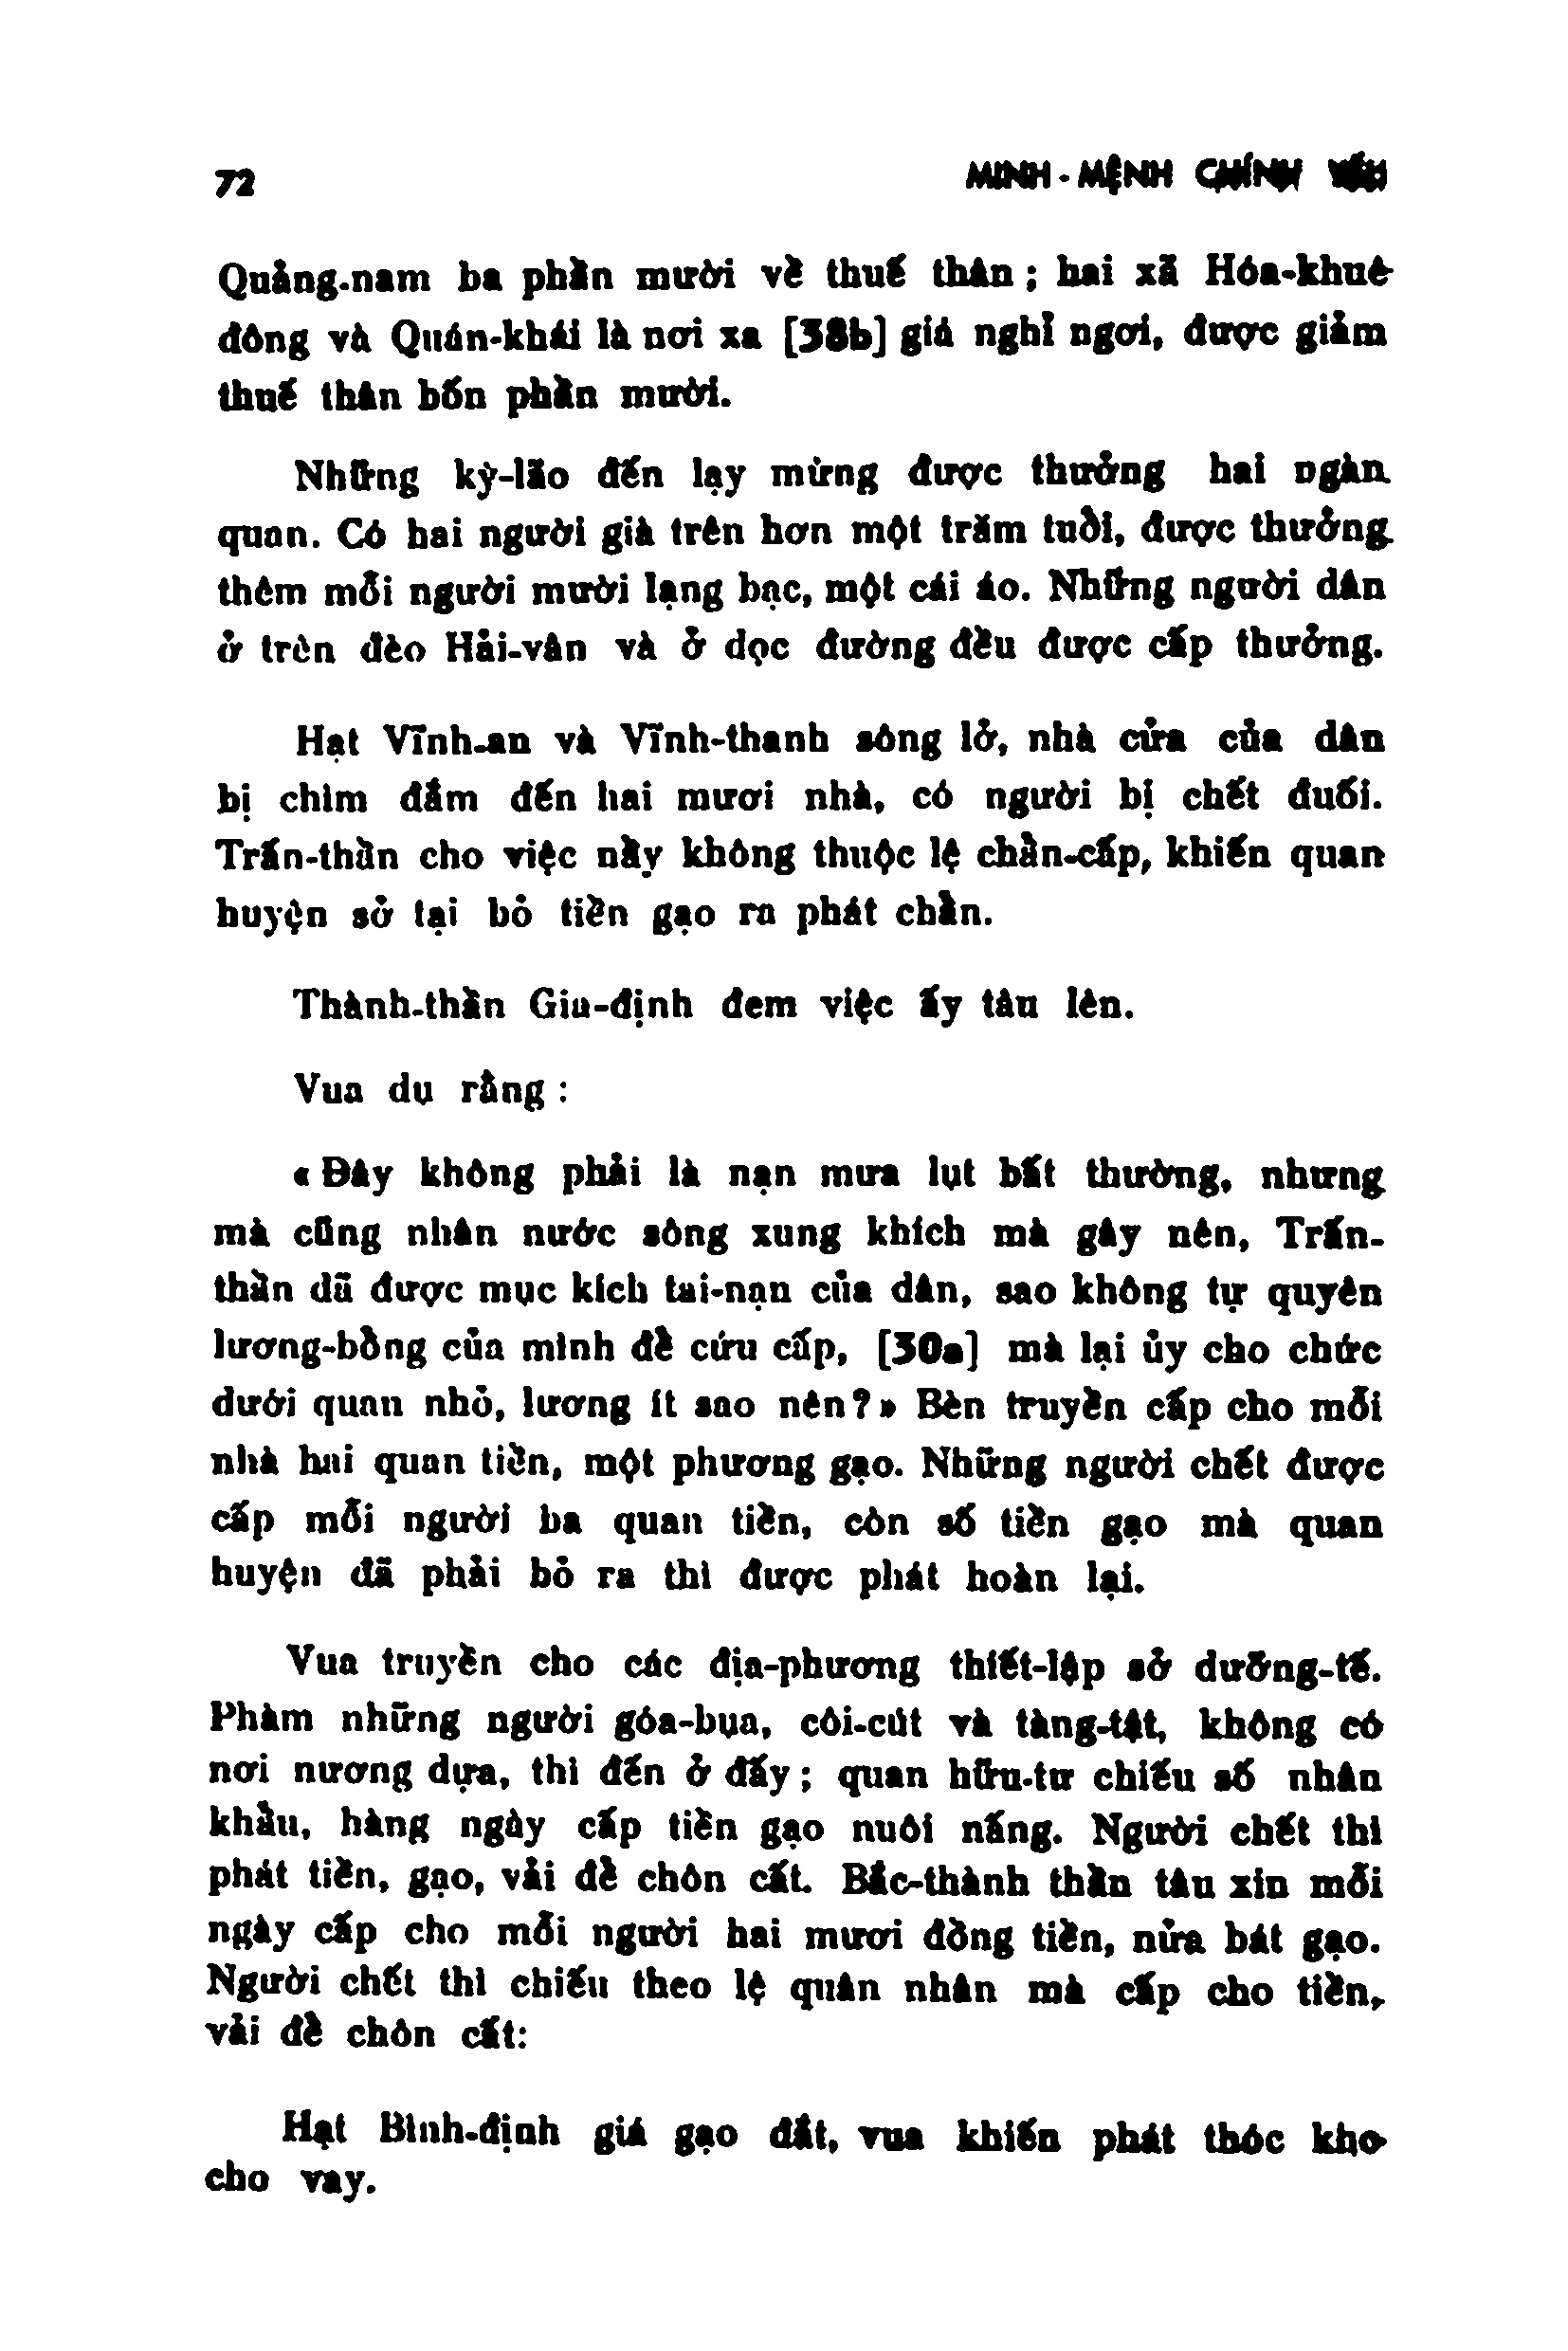 72 MINH - MỆNH CHÍNH YẾU
Quảng-nam ba phần mười về thuế thân ; hai xã Hóa-khuê-
đông và Quán-khái là nơi xa [38b] giá nghỉ ngơi, được giảm
thuế thân bốn phần mười.
Những kỳ-lão đến lạy mừng được thưởng hai ngàn
quan. Có hai người già trên hơn một trăm tuổi, được thưởng
thêm mỗi người mười lạng bạc, một cái áo. Những người dân
ở trên đèo Hải-vân và ở dọc đường đều được cấp thưởng.
Hạt Vĩnh-an và Vĩnh-thanh sông lở, nhà cửa của dân
bị chìm đắm đến hai mươi nhà, có người bị chết đuối.
Trấn-thần cho việc nầy không thuộc lệ chần-cấp, khiến quan
huyện sở tại bỏ tiền gạo ra phát chần.
Thành-thần Gia-định đem việc ấy tâu lên.
Vua dụ rằng :
« Đây không phải là nạn mưa lụt bất thường, nhưng
mà cũng nhân nước sông xung khích mà gây nên, Trấn-
thần đã được mục kích tai-nạn của dân, sao không tự quyên
lương-bồng của mình để cứu cấp, [30a] mà lại ủy cho chức
dưới quan nhỏ, lương ít sao nên?» Bèn truyền cấp cho mỗi
nhà hai quan tiền, một phương gạo. Những người chết được
cấp mỗi người ba quan tiền, còn số tiền gạo mà quan
huyện đã phải bỏ ra thì được phát hoàn lại.
Vua truyền cho các địa-phương thiết-lập sở dưỡng-tế.
Phàm những người góa-bụa, côi-cút và tàng-tật, không có
nơi nương dựa, thì đến ở đấy ; quan hữu-tư chiếu số nhân
khẩu, hàng ngày cấp tiền gạo nuôi nấng. Người chết thì
phát tiền, gạo, vải để chôn cất. Bắc-thành thần tâu xin mỗi
ngày cấp cho mỗi người hai mươi đồng tiền, nửa bát gạo.
Người chết thì chiếu theo lệ quân nhân mà cấp cho tiền,
vải để chôn cất:
Hạt Bình-định giá gạo đắt, vua khiến phát thóc kho
cho vay.